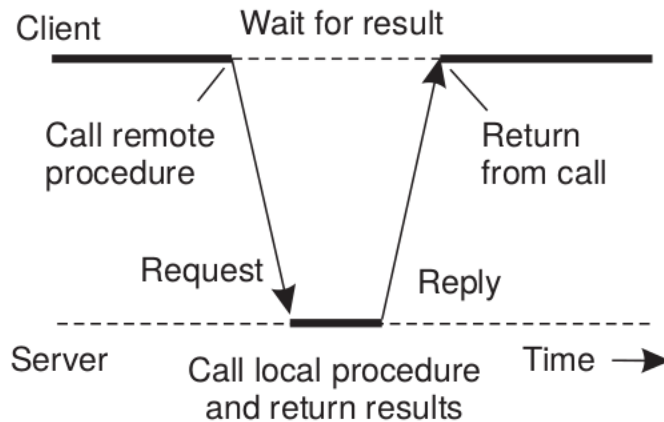 Client
Wait for result
Call remote
procedure
Return
from call
Request
Reply
Server
Call local procedure
and return results
Time